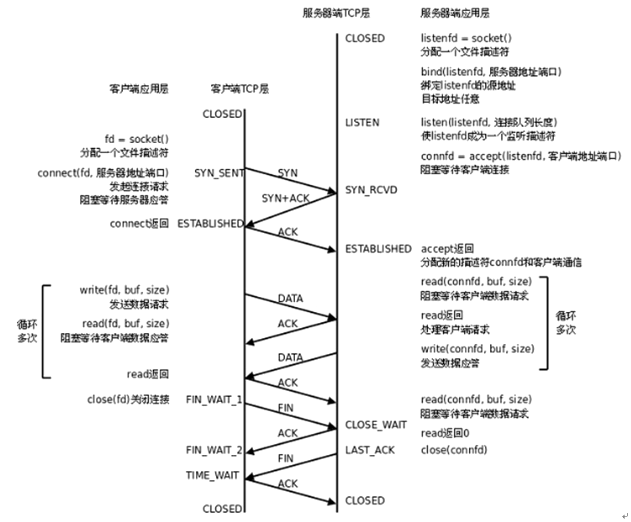 服务器端TCP层
服务器端应用层
CLOSED
listenfd = socket()
分配一个文件描述符
bind(listenfd, 服务器地址端口)
绑定listenfd的源地址
目标地址任意
客户端应用层
客户端TCP层
CLOSED
LISTEN
listen(listenfd, 连接队列长度)
使listenfd成为一个监听描述符
fd = socket()
分配一个文件描述符
connfd = accept(listenfd, 客户端地址端口)
阻塞等待客户端连接
connect(fd, 服务器地址端口)
发起连接请求
阻塞等待服务器应答
SYN_SENT
SYN
SYN_RCVD
SYN+ACK
connect返回
ESTABLISHED
ACK
ESTABLISHED
accept返回
分配新的描述符connfd和客户端通信
write(fd, buf, size)
发送数据请求
DATA
read(connfd, buf, size)
阻塞等待客户端数据请求
循环
多次
read(fd, buf, size)
阻塞等待客户端数据应答
ACK
read返回
处理客户端请求
循环
多次
DATA
write(connfd, buf, size)
发送数据应答
read返回
ACK
close(fd)关闭连接
FIN_WAIT_1
FIN
read(connfd, buf, size)
阻塞等待客户端数据请求
CLOSE_WAIT
ACK
read返回0
FIN_WAIT_2
FIN
LAST_ACK
close(connfd)
TIME_WAIT
ACK
CLOSED
CLOSED